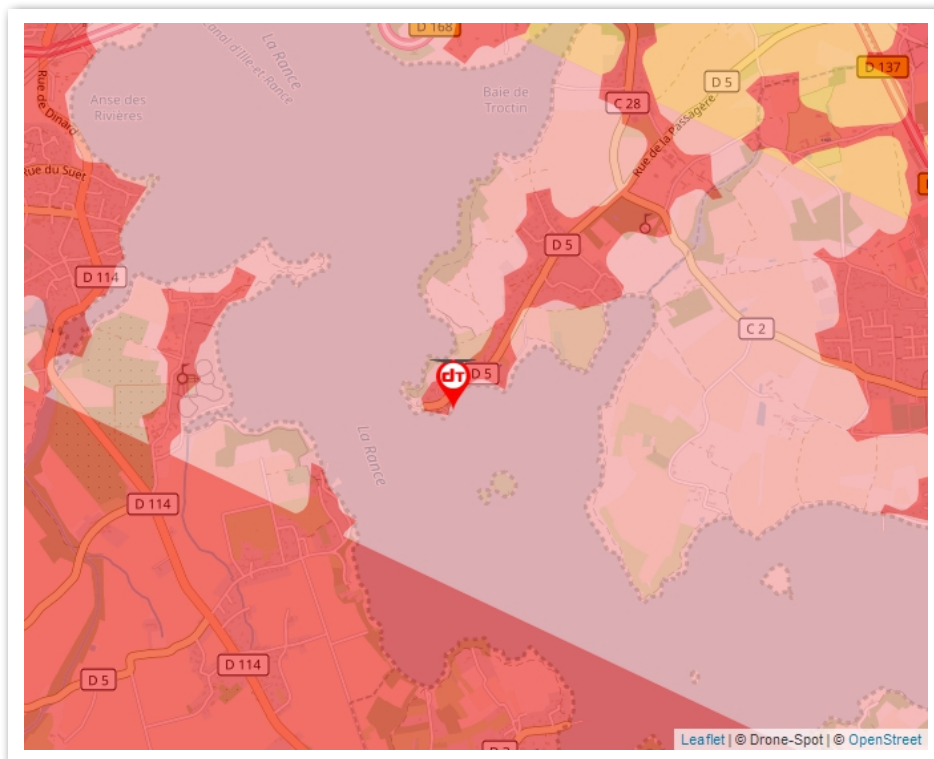 D 168
Canal d'Ille-et-Rance
La Rance
D 137
D 5
Anse des
Rivières
Baie de
Troctin
C 28
Rue de Dinard
Rue de la Passagère
Rue du Suet
D 5
D 114
C 2
dT
D 5
La Rance
D 114
D 114
D 5
Leaflet | © Drone-Spot | © OpenStreet